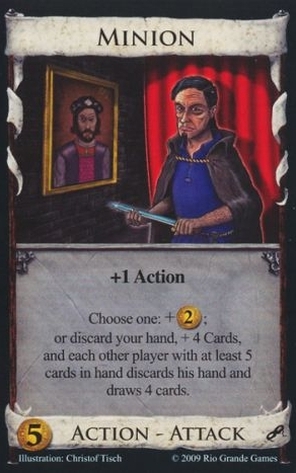 MINION
+1 Action
Choose one: + 2 ;
or discard your hand, + 4 Cards,
and each other player with at least 5
cards in hand discards his hand and
draws 4 cards.
5 ACTION - ATTACK
Illustration: Christof Tisch © 2009 Rio Grande Games